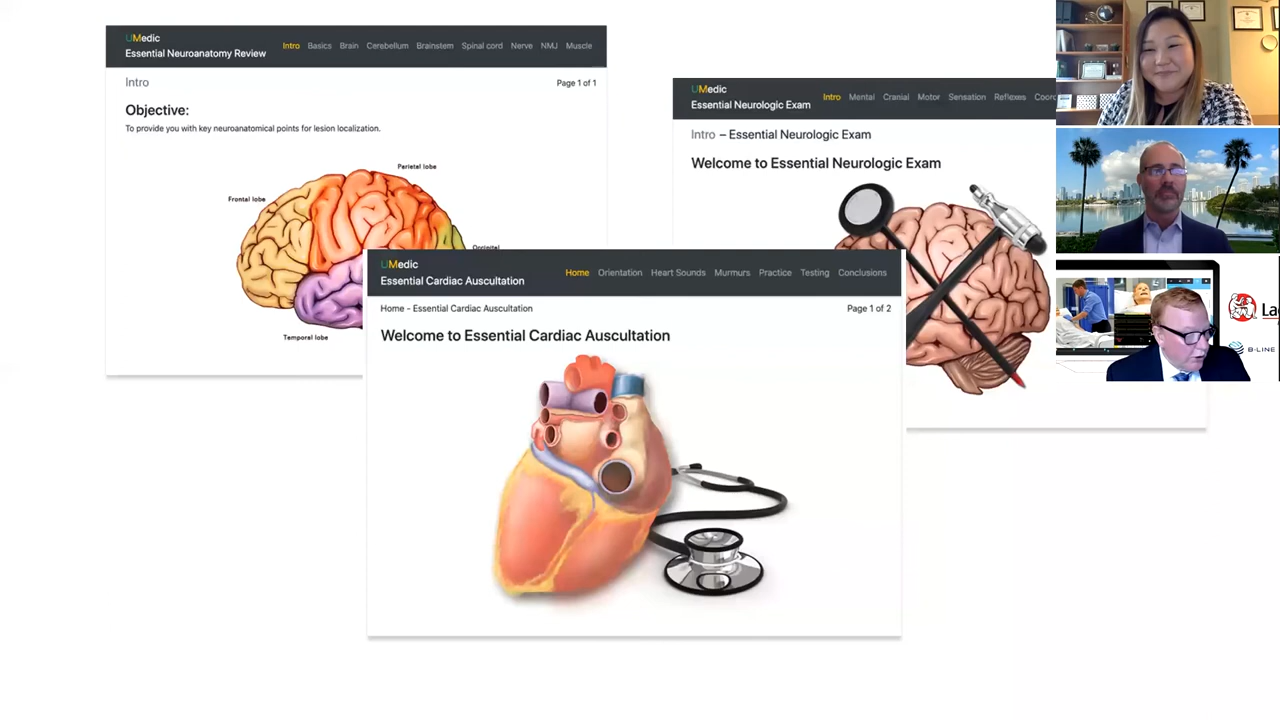 UMedic
Essential Neuroanatomy Review
Intro Basics Brain Cerebellum Brainstem Spinal cord Nerve NMJ Muscle
Intro
Page 1 of 1
Objective:
To provide you with key neuroanatomical points for lesion localization.
Parietal lobe
Frontal lobe
Occipital
Temporal lobe
UMedic
Essential Neurologic Exam
Intro Mental Cranial Motor Sensation Reflexes Coord
Intro – Essential Neurologic Exam
Welcome to Essential Neurologic Exam
UMedic
Essential Cardiac Auscultation
Home Orientation Heart Sounds Murmurs Practice Testing Conclusions
Home - Essential Cardiac Auscultation
Page 1 of 2
Welcome to Essential Cardiac Auscultation
B-LINE